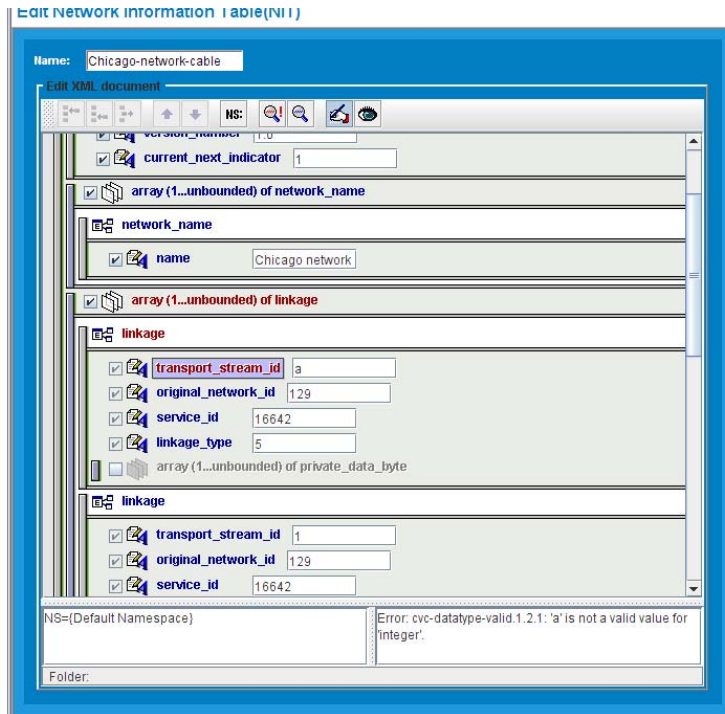 Edit Network Information Table(NIT)
Name: Chicago-network-cable
Edit XML document
NS:
version_number 1.0
current_next_indicator 1
array (1...unbounded) of network_name
network_name
name Chicago network
array (1...unbounded) of linkage
linkage
transport_stream_id a
original_network_id 129
service_id 16642
linkage_type 5
array (1...unbounded) of private_data_byte
linkage
transport_stream_id 1
original_network_id 129
service_id 16642
NS={Default Namespace}
Error: cvc-datatype-valid.1.2.1: 'a' is not a valid value for
'integer'.
Folder: